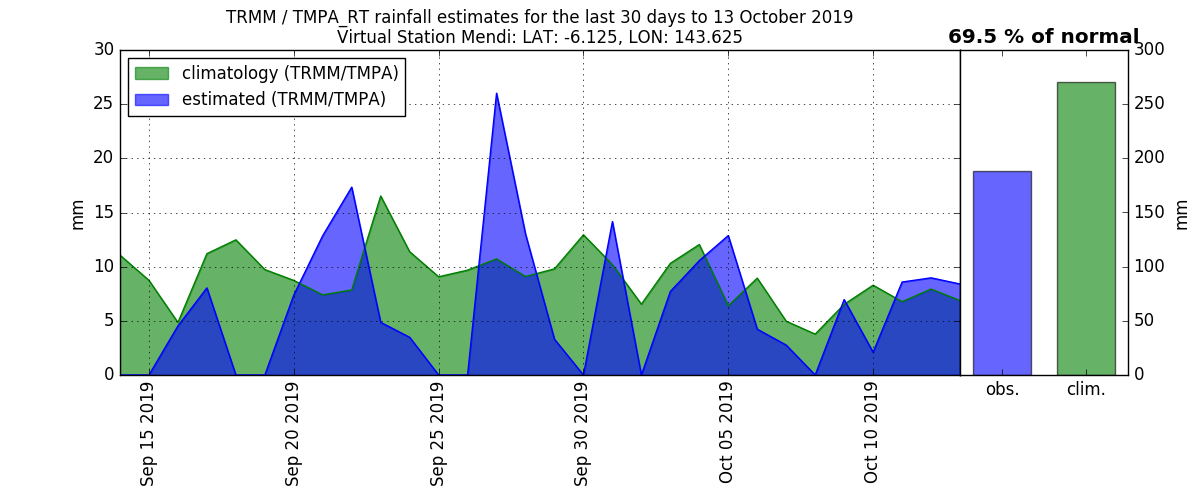 TRMM / TMPA_RT rainfall estimates for the last 30 days to 13 October 2019
Virtual Station Mendi: LAT: -6.125, LON: 143.625
69.5 % of normal
climatology (TRMM/TMPA)
estimated (TRMM/TMPA)
30
25
20
15
10
5
0
mm
Sep 15 2019
Sep 20 2019
Sep 25 2019
Sep 30 2019
Oct 05 2019
Oct 10 2019
obs.
clim.
300
250
200
150
100
50
0
mm